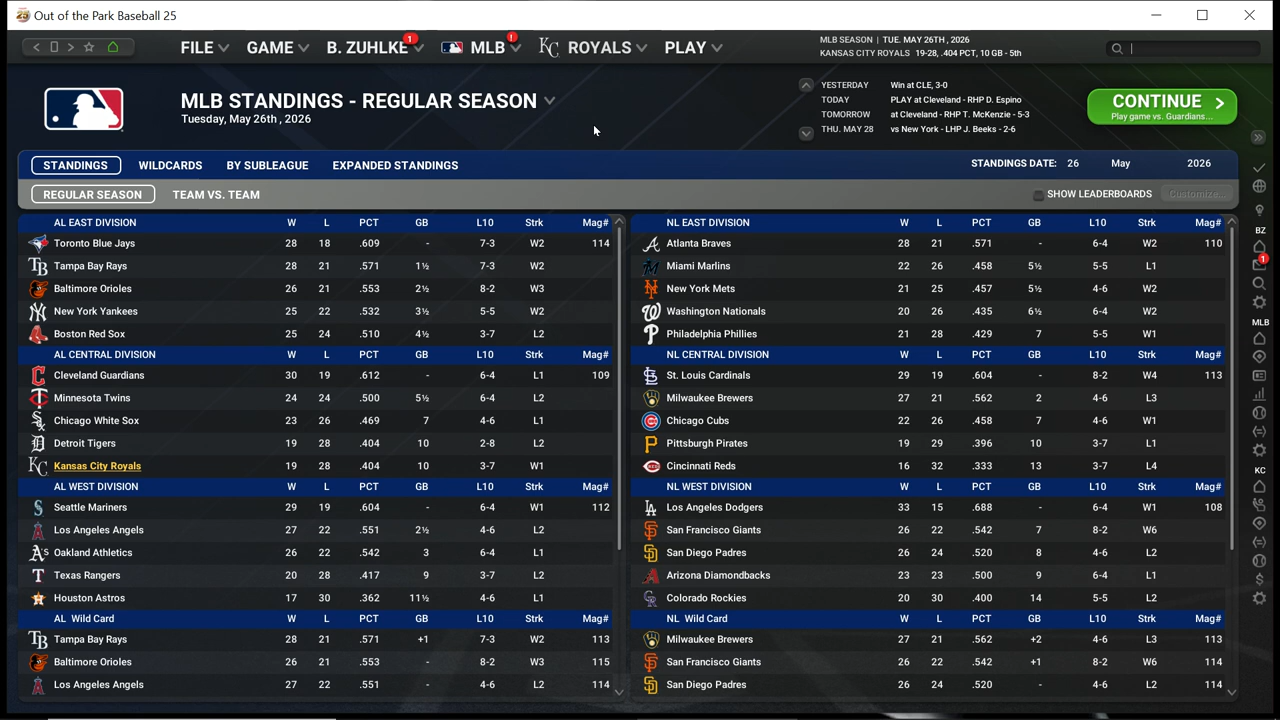 Out of the Park Baseball 25
FILE GAME B. ZUHLKE 1 MLB ! ROYALS PLAY
MLB SEASON | TUE. MAY 26TH , 2026
KANSAS CITY ROYALS 19-28, .404 PCT, 10 GB - 5th
MLB STANDINGS - REGULAR SEASON
Tuesday, May 26th , 2026
YESTERDAY Win at CLE, 3-0
TODAY PLAY at Cleveland - RHP D. Espino
TOMORROW at Cleveland - RHP T. McKenzie - 5-3
THU. MAY 28 vs New York - LHP J. Beeks - 2-6
CONTINUE
Play game vs. Guardians...
STANDINGS WILDCARDS BY SUBLEAGUE EXPANDED STANDINGS STANDINGS DATE: 26 May 2026
REGULAR SEASON TEAM VS. TEAM SHOW LEADERBOARDS Customize...
AL EAST DIVISION W L PCT GB L10 Strk Mag#
Toronto Blue Jays 28 18 .609 - 7-3 W2 114
Tampa Bay Rays 28 21 .571 1½ 7-3 W2
Baltimore Orioles 26 21 .553 2½ 8-2 W3
New York Yankees 25 22 .532 3½ 5-5 W2
Boston Red Sox 25 24 .510 4½ 3-7 L2
AL CENTRAL DIVISION W L PCT GB L10 Strk Mag#
Cleveland Guardians 30 19 .612 - 6-4 L1 109
Minnesota Twins 24 24 .500 5½ 6-4 L2
Chicago White Sox 23 26 .469 7 4-6 L1
Detroit Tigers 19 28 .404 10 2-8 L2
Kansas City Royals 19 28 .404 10 3-7 W1
AL WEST DIVISION W L PCT GB L10 Strk Mag#
Seattle Mariners 29 19 .604 - 6-4 W1 112
Los Angeles Angels 27 22 .551 2½ 4-6 L2
Oakland Athletics 26 22 .542 3 6-4 L1
Texas Rangers 20 28 .417 9 3-7 L2
Houston Astros 17 30 .362 11½ 4-6 L1
AL Wild Card W L PCT GB L10 Strk Mag#
Tampa Bay Rays 28 21 .571 +1 7-3 W2 113
Baltimore Orioles 26 21 .553 - 8-2 W3 115
Los Angeles Angels 27 22 .551 - 4-6 L2 114
NL EAST DIVISION W L PCT GB L10 Strk Mag#
Atlanta Braves 28 21 .571 - 6-4 W2 110
Miami Marlins 22 26 .458 5½ 5-5 L1
New York Mets 21 25 .457 5½ 4-6 W2
Washington Nationals 20 26 .435 6½ 6-4 W2
Philadelphia Phillies 21 28 .429 7 5-5 W1
NL CENTRAL DIVISION W L PCT GB L10 Strk Mag#
St. Louis Cardinals 29 19 .604 - 8-2 W4 113
Milwaukee Brewers 27 21 .562 2 4-6 L3
Chicago Cubs 22 26 .458 7 4-6 W1
Pittsburgh Pirates 19 29 .396 10 3-7 L1
Cincinnati Reds 16 32 .333 13 3-7 L4
NL WEST DIVISION W L PCT GB L10 Strk Mag#
Los Angeles Dodgers 33 15 .688 - 6-4 W1 108
San Francisco Giants 26 22 .542 7 8-2 W6
San Diego Padres 26 24 .520 8 4-6 L2
Arizona Diamondbacks 23 23 .500 9 6-4 L1
Colorado Rockies 20 30 .400 14 5-5 L2
NL Wild Card W L PCT GB L10 Strk Mag#
Milwaukee Brewers 27 21 .562 +2 4-6 L3 113
San Francisco Giants 26 22 .542 +1 8-2 W6 114
San Diego Padres 26 24 .520 - 4-6 L2 114
BZ
1
MLB
KC